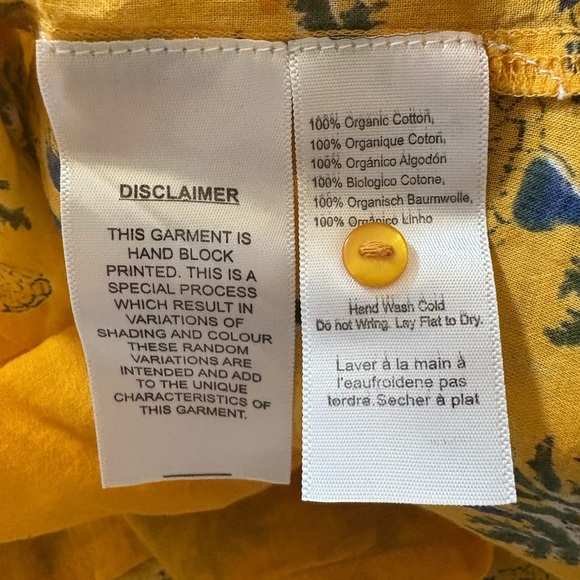 DISCLAIMER
THIS GARMENT IS
HAND BLOCK
PRINTED. THIS IS A
SPECIAL PROCESS
WHICH RESULT IN
VARIATIONS OF
SHADING AND COLOUR
THESE RANDOM
VARIATIONS ARE
INTENDED AND ADD
TO THE UNIQUE
CHARACTERISTICS OF
THIS GARMENT.
100% Organic Cotton,
100% Organique Coton,
100% Orgánico Algodón
100% Biologico Cotone,
100% Organisch Baumwolle,
100% Orgânico Linho
Hand Wash Cold
Do not Wring. Lay Flat to Dry.
Laver à la main à
l'eaufroidene pas
tordre.Secher à plat